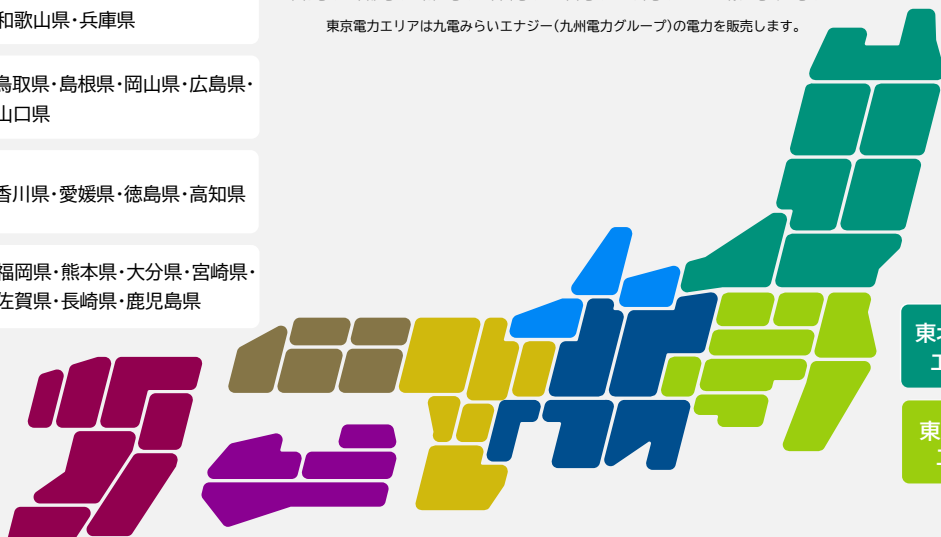 和歌山県・兵庫県
東京電力エリアは九電みらいエナジー（九州電力グループ）の電力を販売します。
鳥取県・島根県・岡山県・広島県・
山口県
香川県・愛媛県・徳島県・高知県
福岡県・熊本県・大分県・宮崎県・
佐賀県・長崎県・鹿児島県
東
エ
東